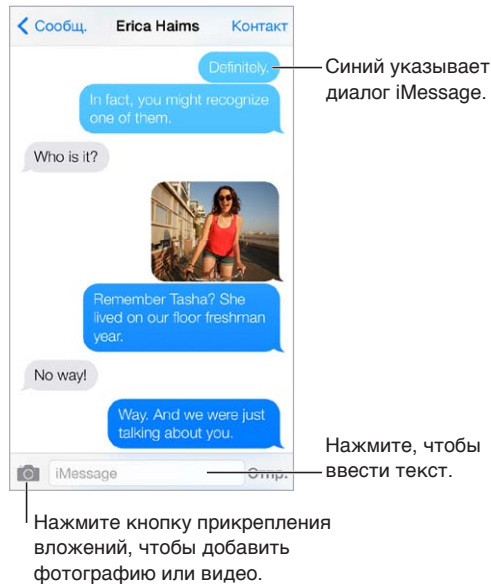 Сообщ. Erica Haims Контакт
Definitely.
Синий указывает
диалог iMessage.
In fact, you might recognize
one of them.
Who is it?
Remember Tasha? She
lived on our floor freshman
year.
No way!
Way. And we were just
talking about you.
Нажмите, чтобы
ввести текст.
iMessage Отпр.
Нажмите кнопку прикрепления
вложений, чтобы добавить
фотографию или видео.